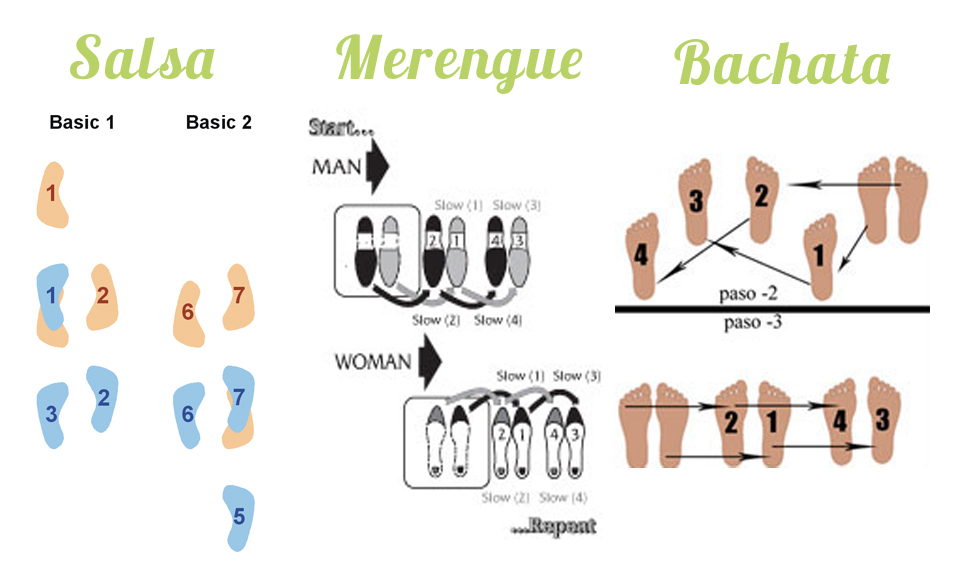 Salsa
Merengue
Bachata
Basic 1
Basic 2
1
1
2
3
2
6
7
6
7
5
Start...
MAN
Slow (1)
Slow (3)
2
1
4
3
Slow (2)
Slow (4)
WOMAN
Slow (1)
Slow (3)
2
1
4
3
Slow (2)
Slow (4)
...Repeat
3
2
4
1
paso -2
paso -3
2
1
4
3